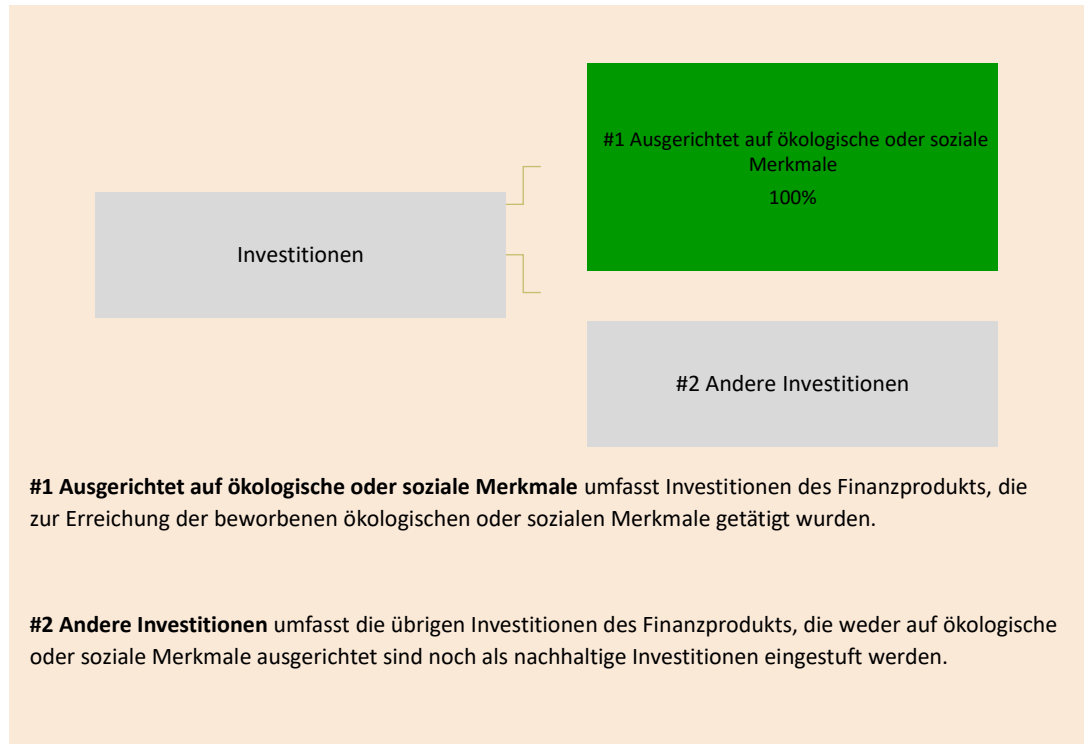 #1 Ausgerichtet auf ökologische oder soziale
Merkmale
100%
Investitionen
#2 Andere Investitionen
#1 Ausgerichtet auf ökologische oder soziale Merkmale umfasst Investitionen des Finanzprodukts, die
zur Erreichung der beworbenen ökologischen oder sozialen Merkmale getätigt wurden.
#2 Andere Investitionen umfasst die übrigen Investitionen des Finanzprodukts, die weder auf ökologische
oder soziale Merkmale ausgerichtet sind noch als nachhaltige Investitionen eingestuft werden.